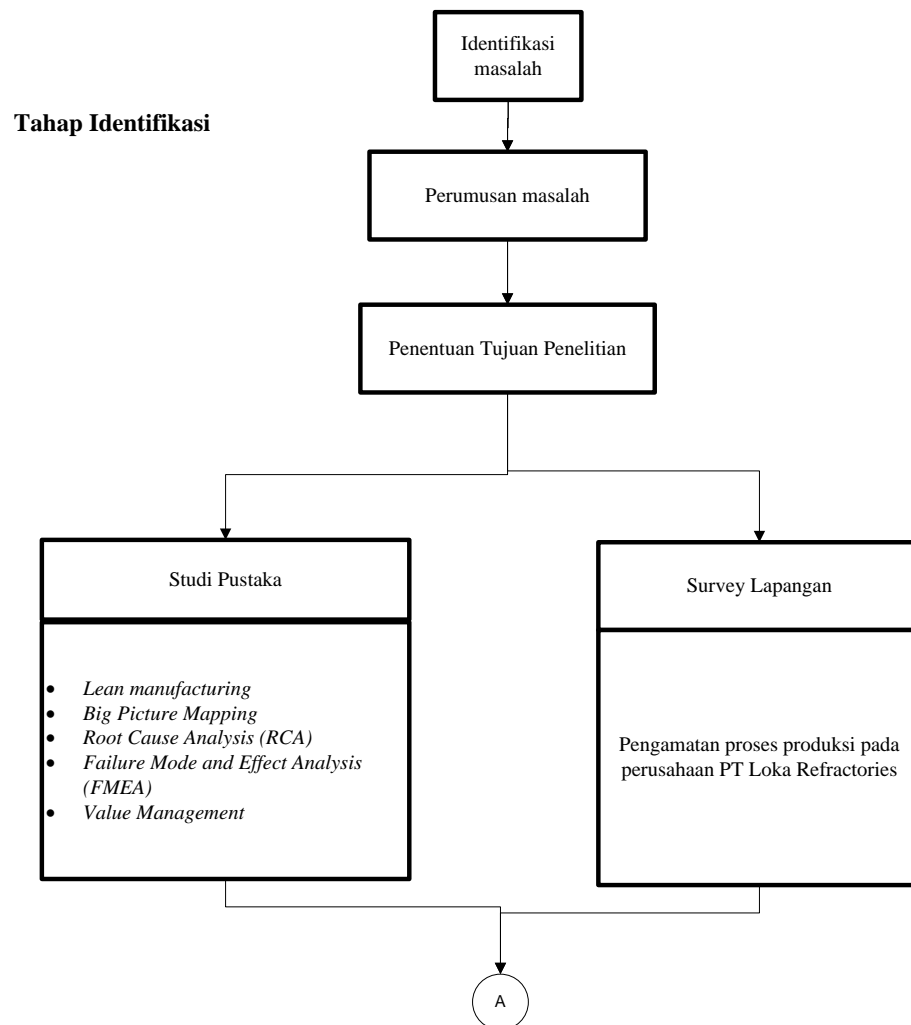 Identifikasi
masalah
Tahap Identifikasi
Perumusan masalah
Penentuan Tujuan Penelitian
Studi Pustaka
Survey Lapangan
• Lean manufacturing
• Big Picture Mapping
• Root Cause Analysis (RCA)
• Failure Mode and Effect Analysis
(FMEA)
• Value Management
Pengamatan proses produksi pada
perusahaan PT Loka Refractories
A